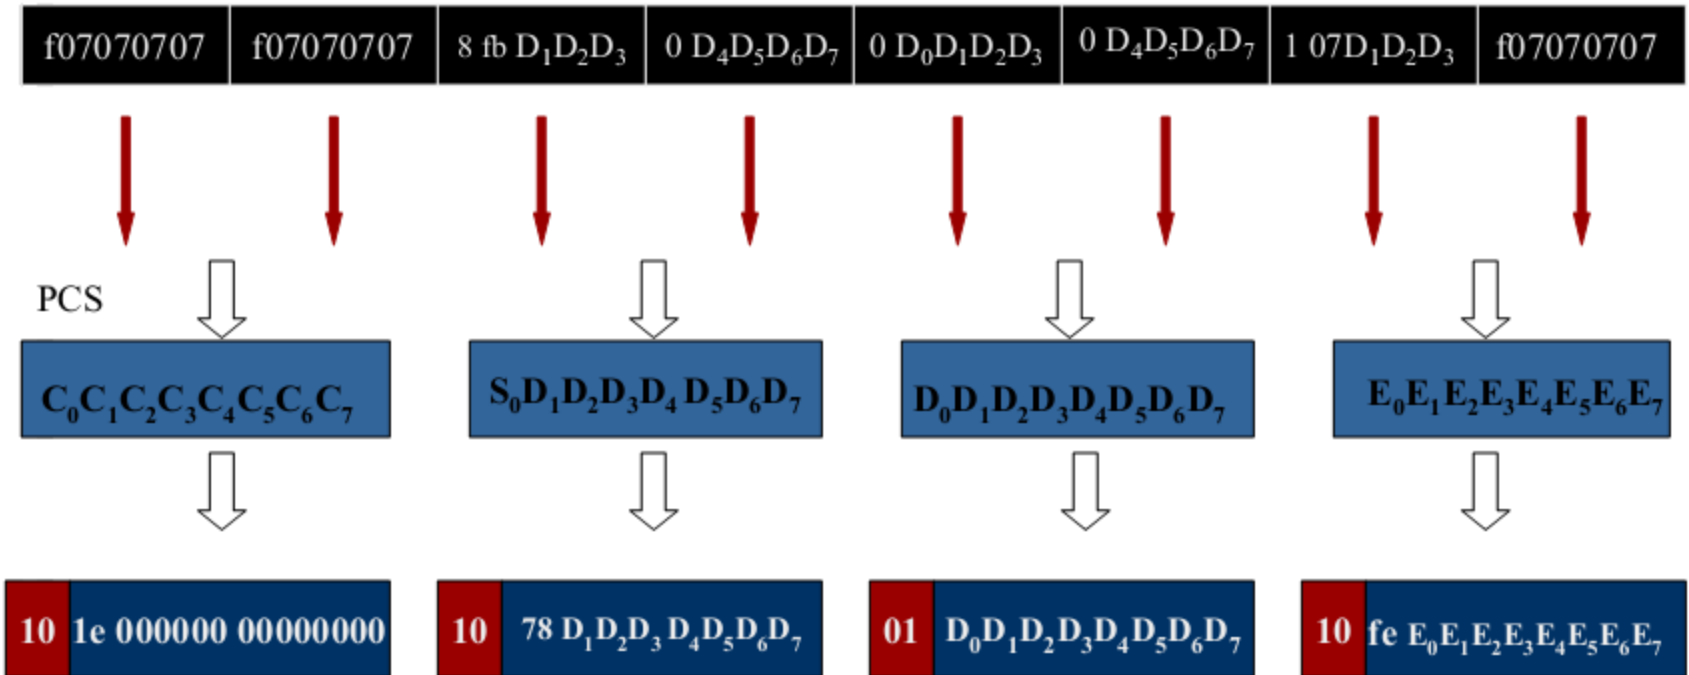 f07070707 f07070707 8 fb D₁D₂D₃ 0 D₄D₅D₆D₇ 0 D₀D₁D₂D₃ 0 D₄D₅D₆D₇ 1 07D₁D₂D₃ f07070707
PCS
C₀C₁C₂C₃C₄C₅C₆C₇ S₀D₁D₂D₃D₄ D₅D₆D₇ D₀D₁D₂D₃D₄D₅D₆D₇ E₀E₁E₂E₃E₄E₅E₆E₇
10 1e 000000 00000000 10 78 D₁D₂D₃ D₄D₅D₆D₇ 01 D₀D₁D₂D₃D₄D₅D₆D₇ 10 fe E₀E₁E₂E₃E₄E₅E₆E₇